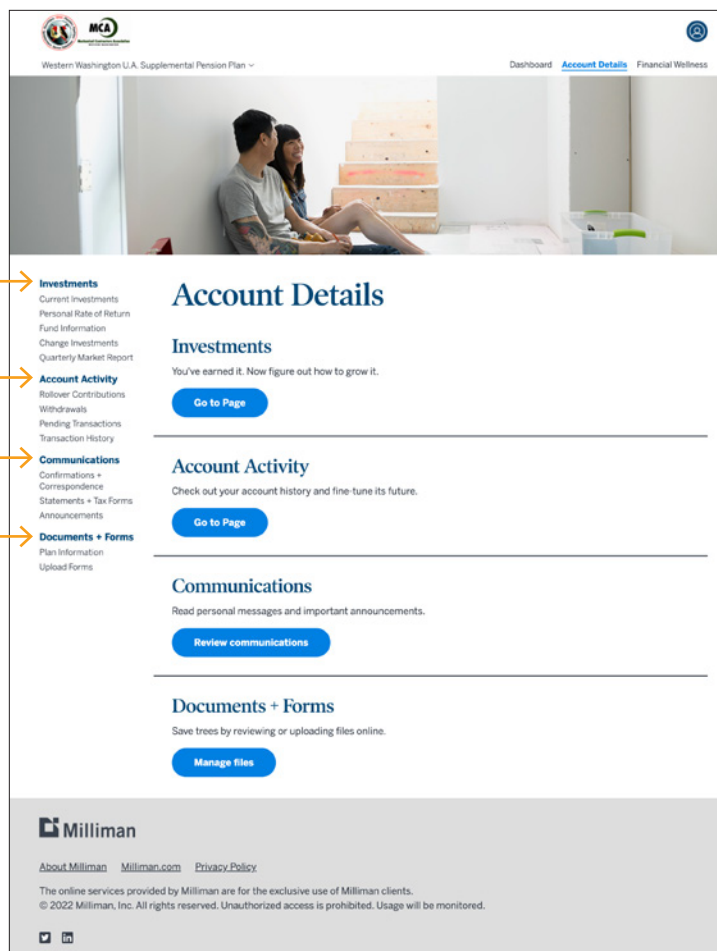 MCA
Western Washington U.A. Supplemental Pension Plan
Dashboard Account Details Financial Wellness
Investments
Current Investments
Personal Rate of Return
Fund Information
Change Investments
Quarterly Market Report
Account Activity
Rollover Contributions
Withdrawals
Pending Transactions
Transaction History
Communications
Confirmations +
Correspondence
Statements + Tax Forms
Announcements
Documents + Forms
Plan Information
Upload Forms
Account Details
Investments
You've earned it. Now figure out how to grow it.
Go to Page
Account Activity
Check out your account history and fine-tune its future.
Go to Page
Communications
Read personal messages and important announcements.
Review communications
Documents + Forms
Save trees by reviewing or uploading files online.
Manage files
Milliman
About Milliman Milliman.com Privacy Policy
The online services provided by Milliman are for the exclusive use of Milliman clients.
© 2022 Milliman, Inc. All rights reserved. Unauthorized access is prohibited. Usage will be monitored.
in